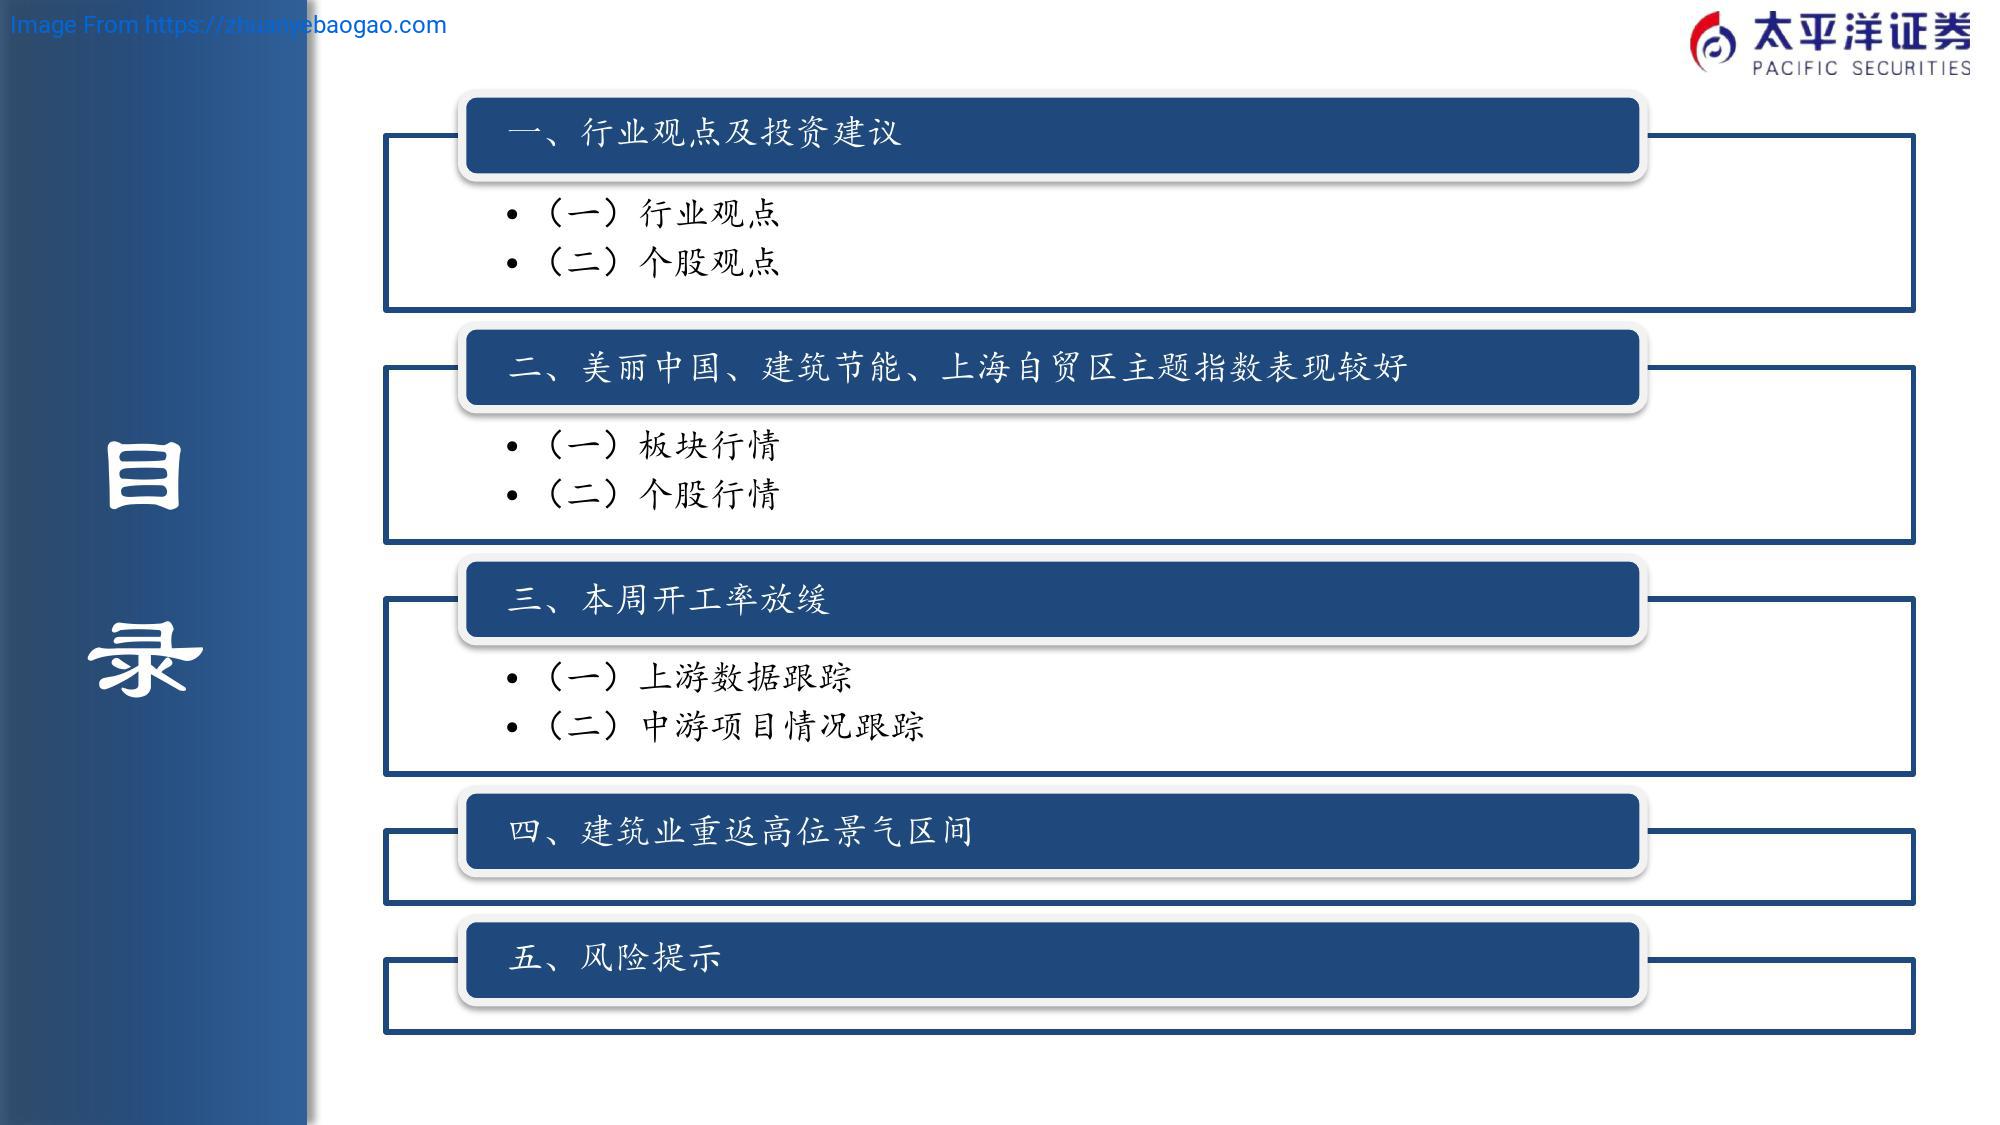 Image From https://zhuanyebaogao.com
太平洋证券
PACIFIC SECURITIES
目
录
一、行业观点及投资建议
• （一）行业观点
• （二）个股观点
二、美丽中国、建筑节能、上海自贸区主题指数表现较好
• （一）板块行情
• （二）个股行情
三、本周开工率放缓
• （一）上游数据跟踪
• （二）中游项目情况跟踪
四、建筑业重返高位景气区间
五、风险提示